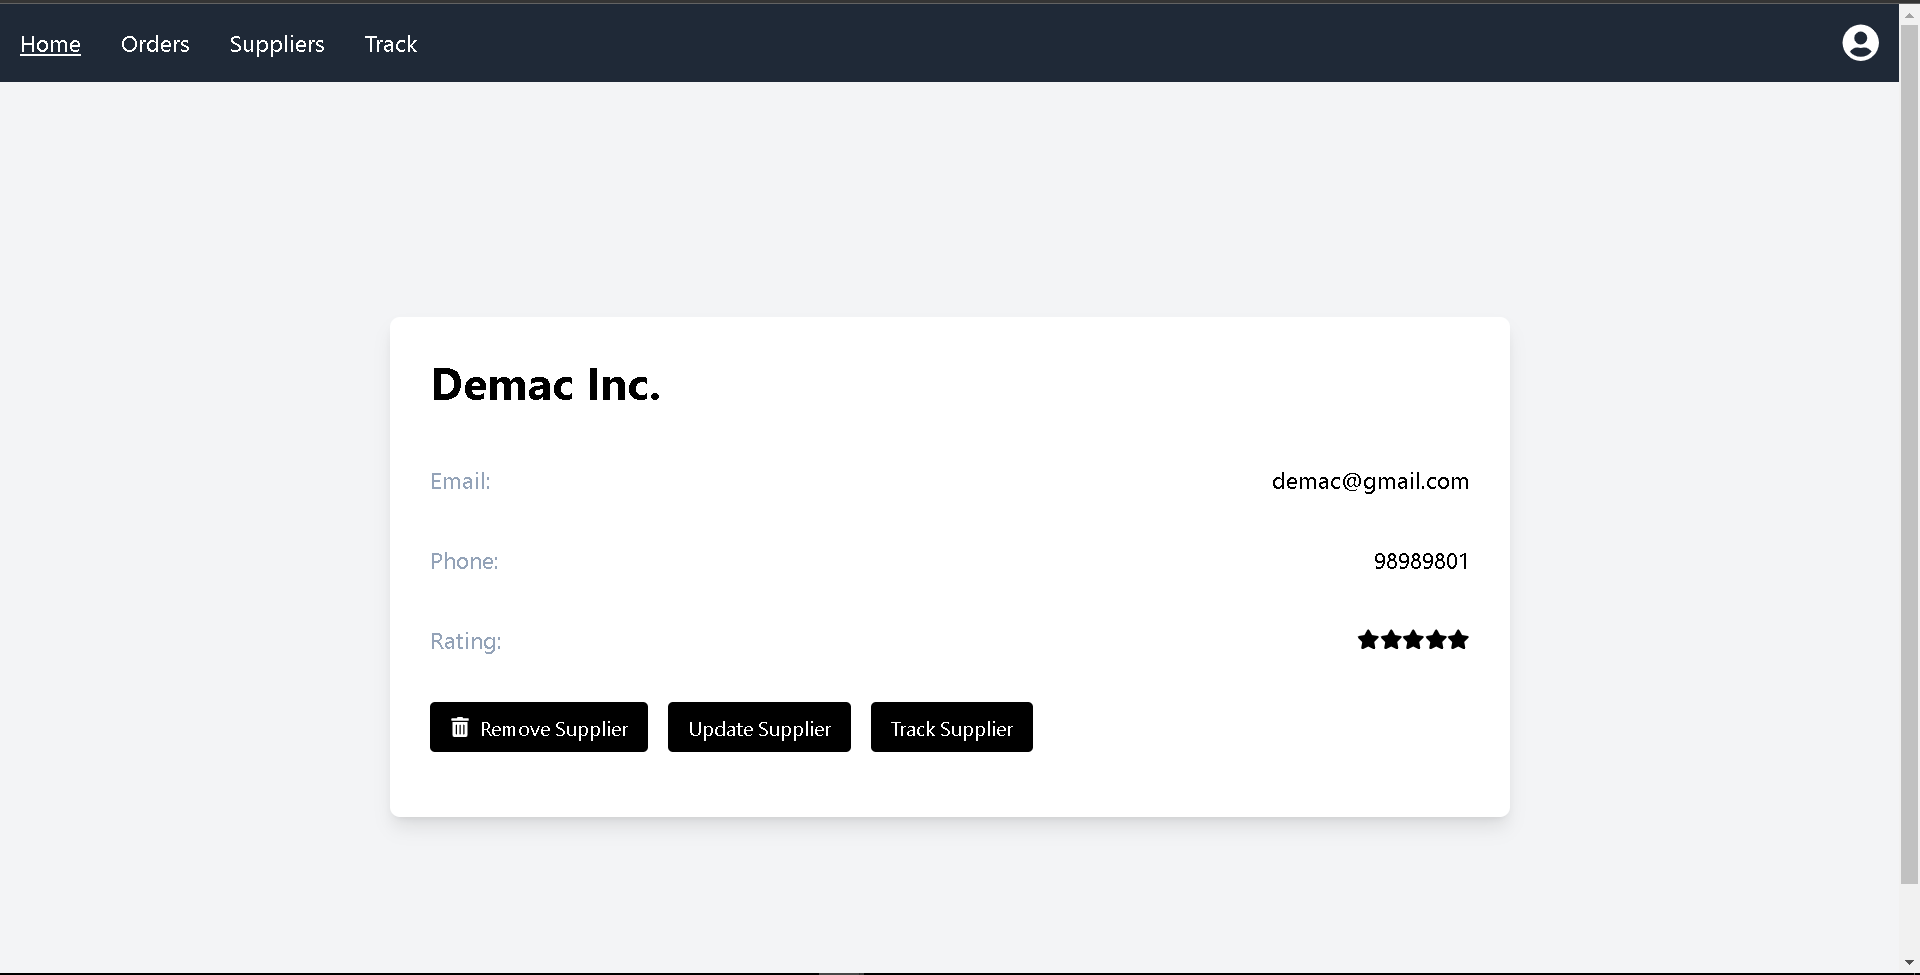 Home Orders Suppliers Track
Demac Inc.
Email: demac@gmail.com
Phone: 98989801
Rating:
Remove Supplier Update Supplier Track Supplier